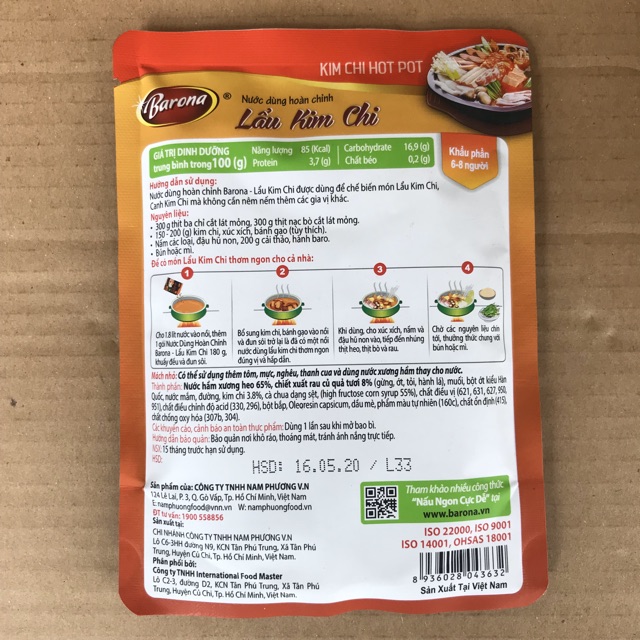 KIM CHI HOT POT
Barona ®
Nước dùng hoàn chỉnh
Lẩu Kim Chi
GIÁ TRỊ DINH DƯỠNG
trung bình trong 100 (g)
Năng lượng 85 (Kcal)
Protein 3,7 (g)
Carbohydrate 16,9 (g)
Chất béo 0,2 (g)
Khẩu phần
6-8 người
Hướng dẫn sử dụng:
Nước dùng hoàn chỉnh Barona - Lẩu Kim Chi được dùng để chế biến món Lẩu Kim Chi,
Canh Kim Chi mà không cần nêm nếm thêm các gia vị khác.
Nguyên liệu:
• 300 g thịt ba chỉ cắt lát mỏng, 300 g thịt nạc bò cắt lát mỏng.
• 150 - 200 (g) kim chi, xúc xích, bánh gạo (tùy thích).
• Nấm các loại, đậu hũ non, 200 g cải thảo, hành baro.
• Bún hoặc mì.
Để có món Lẩu Kim Chi thơm ngon cho cả nhà:
1
2
3
4
Cho 1,8 lít nước vào nồi, thêm
1 gói Nước Dùng Hoàn Chỉnh
Barona - Lẩu Kim Chi 180 g,
khuấy đều và đun sôi.
Bổ sung kim chi, bánh gạo vào nồi
và đun sôi trở lại là đã có một nồi
nước dùng lẩu kim chi thơm ngon
đúng vị và hấp dẫn.
Khi dùng, cho xúc xích, nấm và
đậu hũ non vào, tiếp đến nhúng
thịt heo, thịt bò và rau.
Chờ các nguyên liệu chín
tới, thưởng thức chung với
bún hoặc mì.
Mách nhỏ: Có thể sử dụng thêm tôm, mực, nghêu, thanh cua và dùng nước xương hầm thay cho nước.
Thành phần: Nước hầm xương heo 65%, chiết xuất rau củ quả tươi 8% (gừng, ớt, tỏi, hành lá), muối, bột ớt kiểu Hàn
Quốc, nước mắm, đường, kim chi 3.8%, cà chua dạng sệt, (high fructose corn syrup 55%), chất điều vị (621, 631, 627, 950,
951), chất điều chỉnh độ acid (330, 296), bột bắp, Oleoresin capsicum, dầu mè, phẩm màu tự nhiên (160c), chất ổn định (415),
chất chống oxy hóa (307b, 304).
Các khuyến cáo, cảnh báo an toàn thực phẩm: Dùng 1 lần sau khi mở bao bì.
Hướng dẫn bảo quản: Bảo quản nơi khô ráo, thoáng mát, tránh ánh nắng trực tiếp.
NSX: 15 tháng trước hạn sử dụng.
HSD:
HSD: 16.05.20 / L33
Sản phẩm của: CÔNG TY TNHH NAM PHƯƠNG V.N
124 Lê Lai, P. 3, Q. Gò Vấp, Tp. Hồ Chí Minh, Việt Nam
E: namphuongfood@vnn.vn W: namphuongfood.com
ĐT tư vấn: 1900 558856
Sản xuất tại:
CHI NHÁNH CÔNG TY TNHH NAM PHƯƠNG V.N
Lô C6-3HH đường N9, KCN Tân Phú Trung, Xã Tân Phú
Trung, Huyện Củ Chi, Tp. Hồ Chí Minh, Việt Nam.
Phân phối bởi:
Công ty TNHH International Food Master
Lô C2-3, đường D2, KCN Tân Phú Trung, Xã Tân Phú
Trung, Huyện Củ Chi, Tp. Hồ Chí Minh, Việt Nam.
Tham khảo nhiều công thức
"Nấu Ngon Cực Dễ" tại
www.barona.vn
ISO 22000, ISO 9001
ISO 14001, OHSAS 18001
8 936028 043632
Sản Xuất Tại Việt Nam